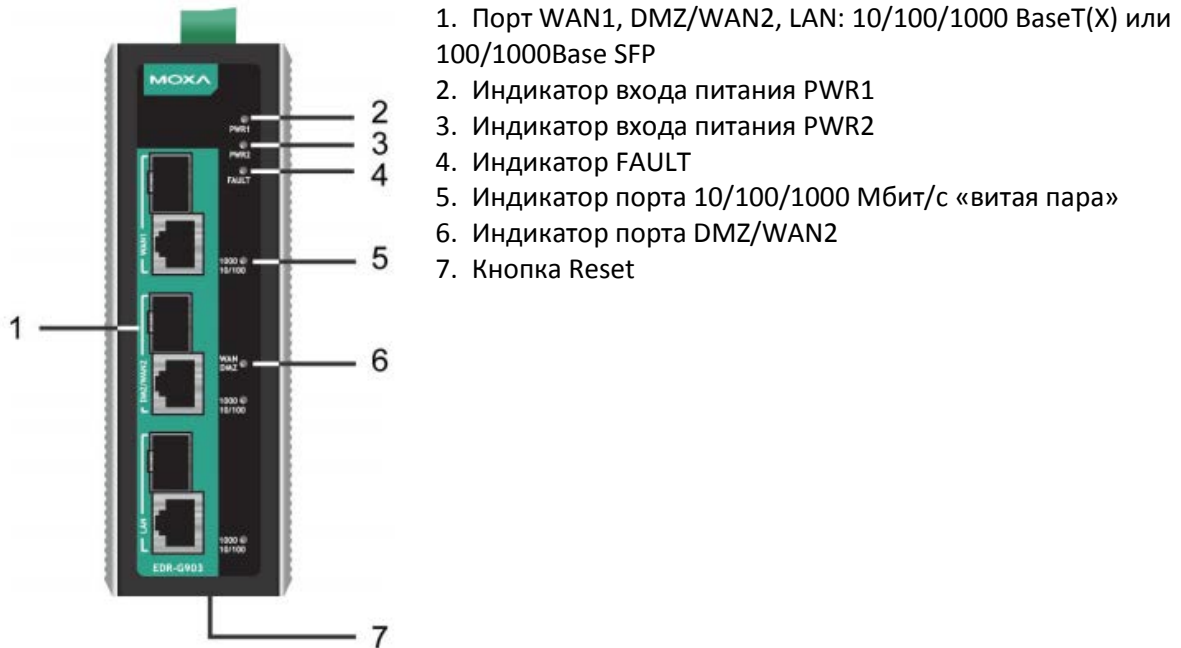 1. Порт WAN1, DMZ/WAN2, LAN: 10/100/1000 BaseT(X) или
100/1000Base SFP
2. Индикатор входа питания PWR1
3. Индикатор входа питания PWR2
4. Индикатор FAULT
5. Индикатор порта 10/100/1000 Мбит/с «витая пара»
6. Индикатор порта DMZ/WAN2
7. Кнопка Reset
MOXA
PWR1
2
PWR2
3
FAULT
4
WAN1
1000
10/100
5
1
WAN
DMZ
6
DMZ/WAN2
1000
10/100
LAN
1000
10/100
EDR-G903
7